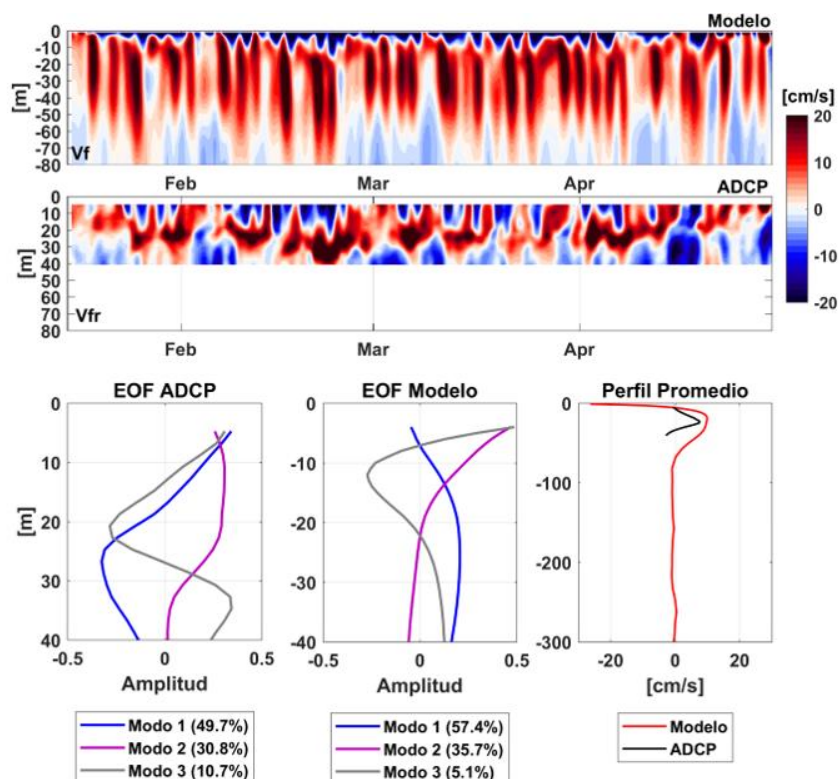 Modelo
0
-10
-20
-30
-40
-50
-60
-70
-80
[m]
Vf
Feb Mar Apr
[cm/s]
20
10
0
-10
-20
ADCP
0
10
20
30
40
50
60
70
80
[m]
Vfr
Feb Mar Apr
EOF ADCP
0
10
20
30
40
[m]
-0.5 0 0.5
Amplitud
Modo 1 (49.7%)
Modo 2 (30.8%)
Modo 3 (10.7%)
EOF Modelo
0
-10
-20
-30
-40
-0.5 0 0.5
Amplitud
Modo 1 (57.4%)
Modo 2 (35.7%)
Modo 3 (5.1%)
Perfil Promedio
0
-100
-200
-300
-20 0 20
[cm/s]
Modelo
ADCP